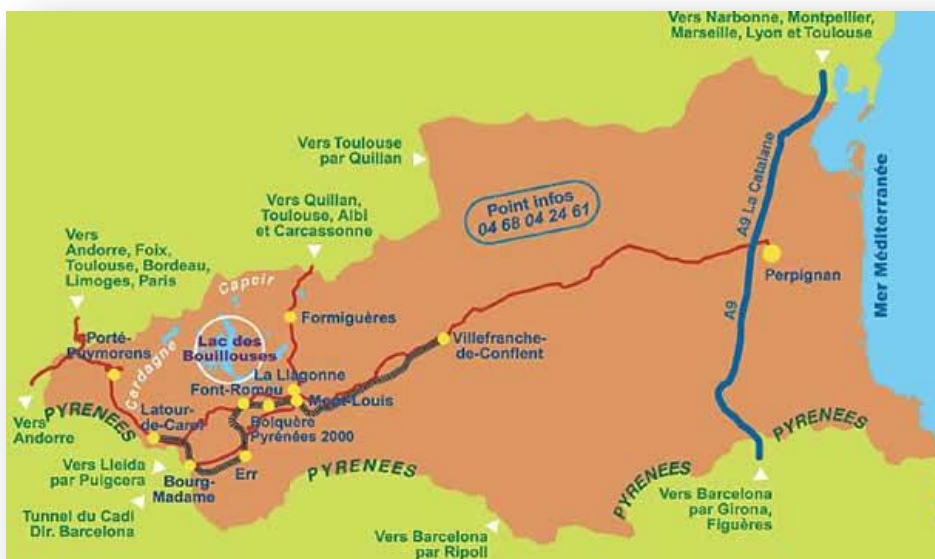 Vers Narbonne, Montpellier,
Marseille, Lyon et Toulouse
Vers Toulouse
par Quillan
Point infos
04 68 04 24 61
A9 La Catalane
Mer Méditerranée
Vers Quillan,
Toulouse, Albi
et Carcassonne
Vers
Andorre, Foix,
Toulouse, Bordeau,
Limoges, Paris
Capcir
Perpignan
A9
Formiguères
Porté-
Puymorens
Cerdagne
Lac des
Bouillouses
Villefranche-
de-Conflent
La Llagonne
Font-Romeu
Mont-Louis
Latour-
de-Carol
Bolquère
Pyrénées 2000
PYRENEES
Vers
Andorre
Err
PYRENEES
PYRENEES
PYRENEES
Vers Lleida
par Puigcera
Bourg-
Madame
Tunnel du Cadi
Dir. Barcelona
Vers Barcelona
par Ripoll
Vers Barcelona
par Girona,
Figuères